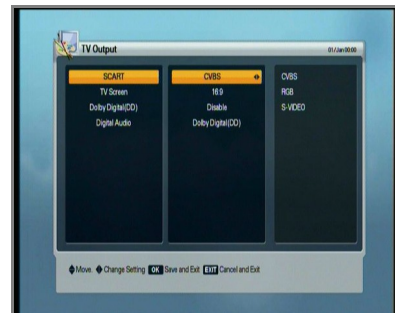 TV Output
01/Jan 00:00
SCART CVBS CVBS
TV Screen 16:9 RGB
Dolby Digital(DD) Disable S-VIDEO
Digital Audio Dolby Digital(DD)
Move Change Setting OK Save and Exit EXIT Cancel and Exit